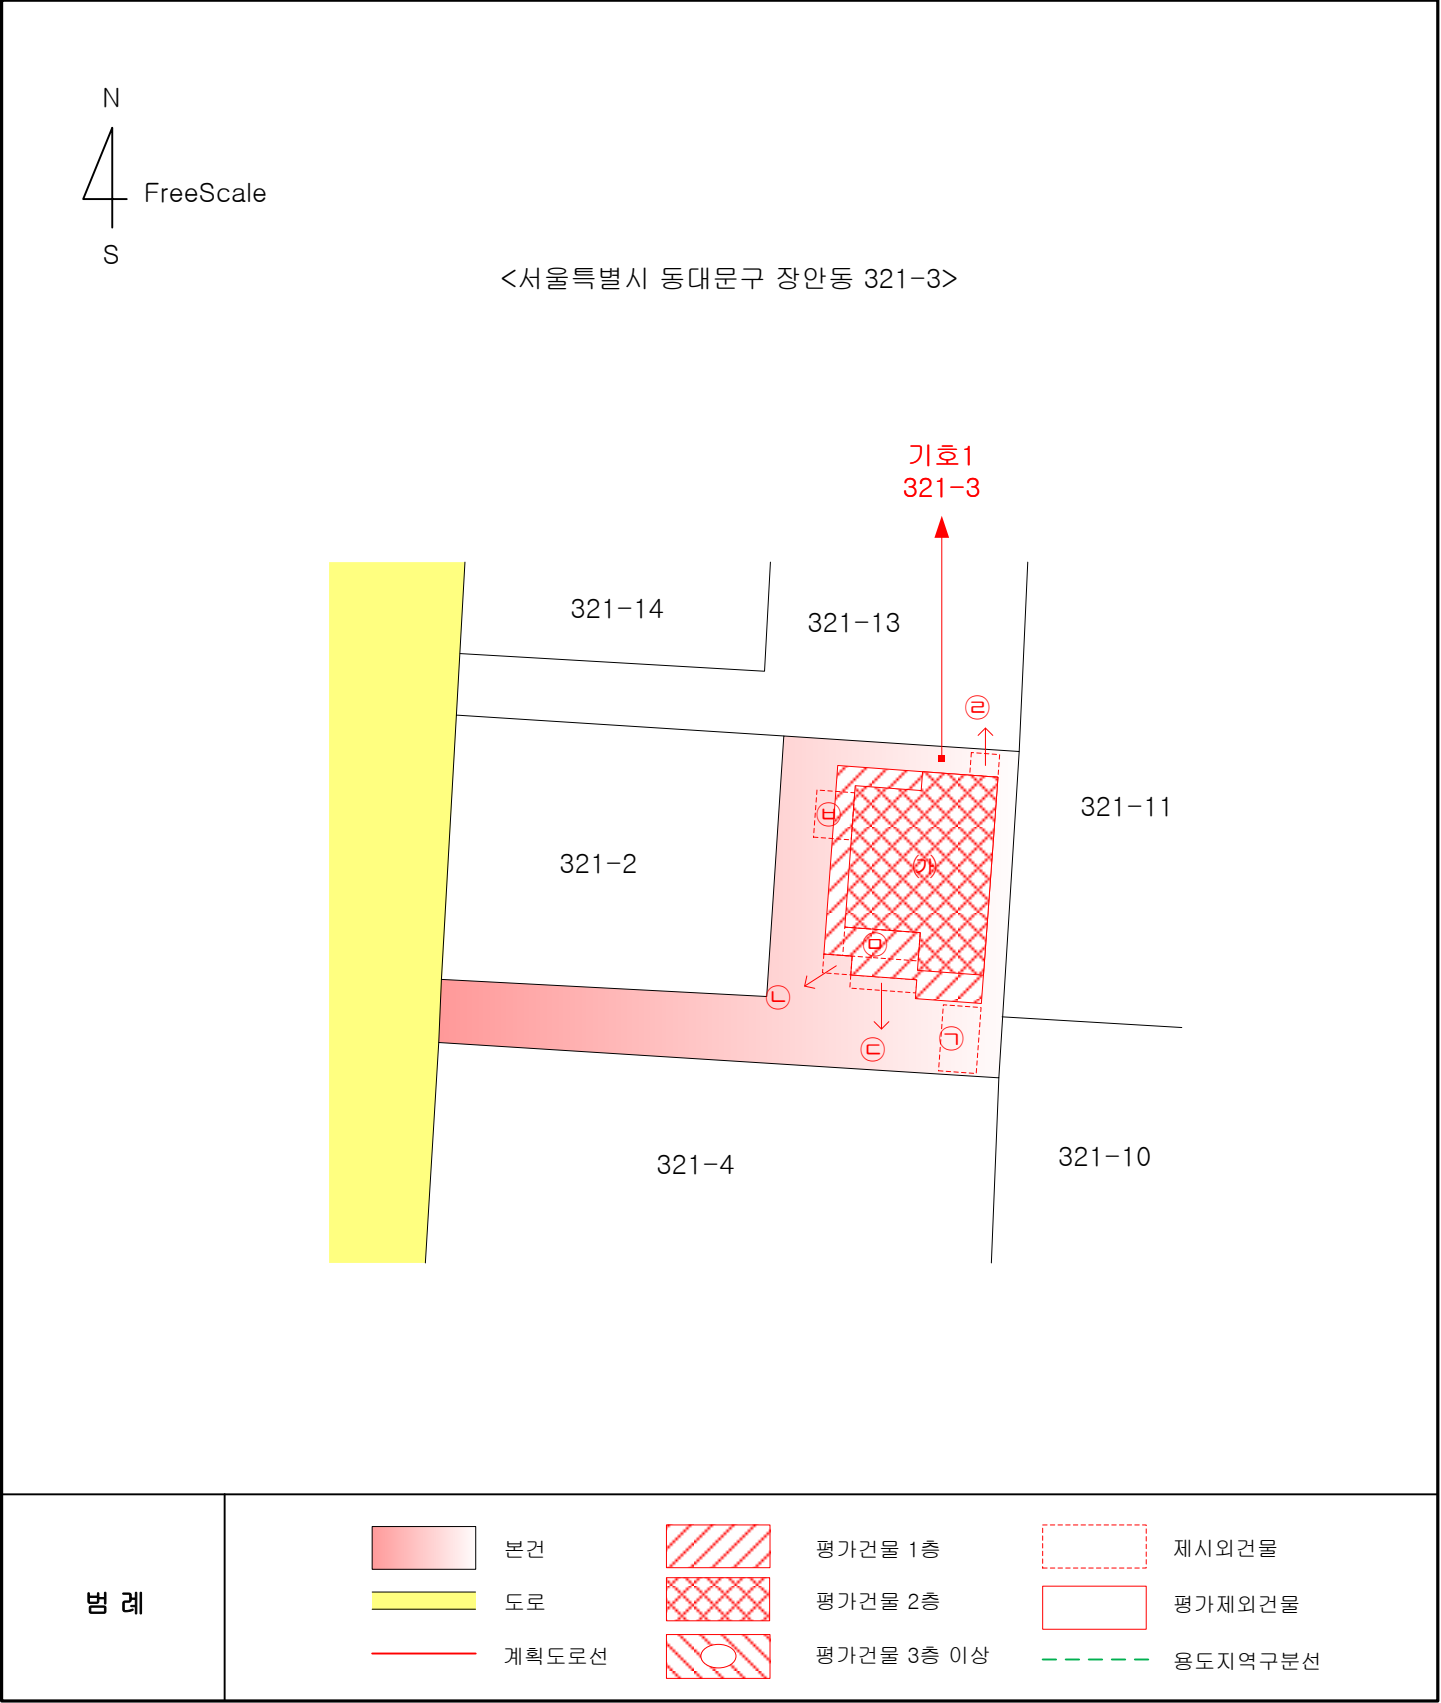 N
FreeScale
S
<서울특별시 동대문구 장안동 321-3>
기호1
321-3
321-14
321-13
㉣
321-11
㉥
321-2
㉮
㉤
㉡
㉢
㉠
321-4
321-10
범 례
본건
평가건물 1층
제시외건물
도로
평가건물 2층
평가제외건물
계획도로선
평가건물 3층 이상
용도지역구분선